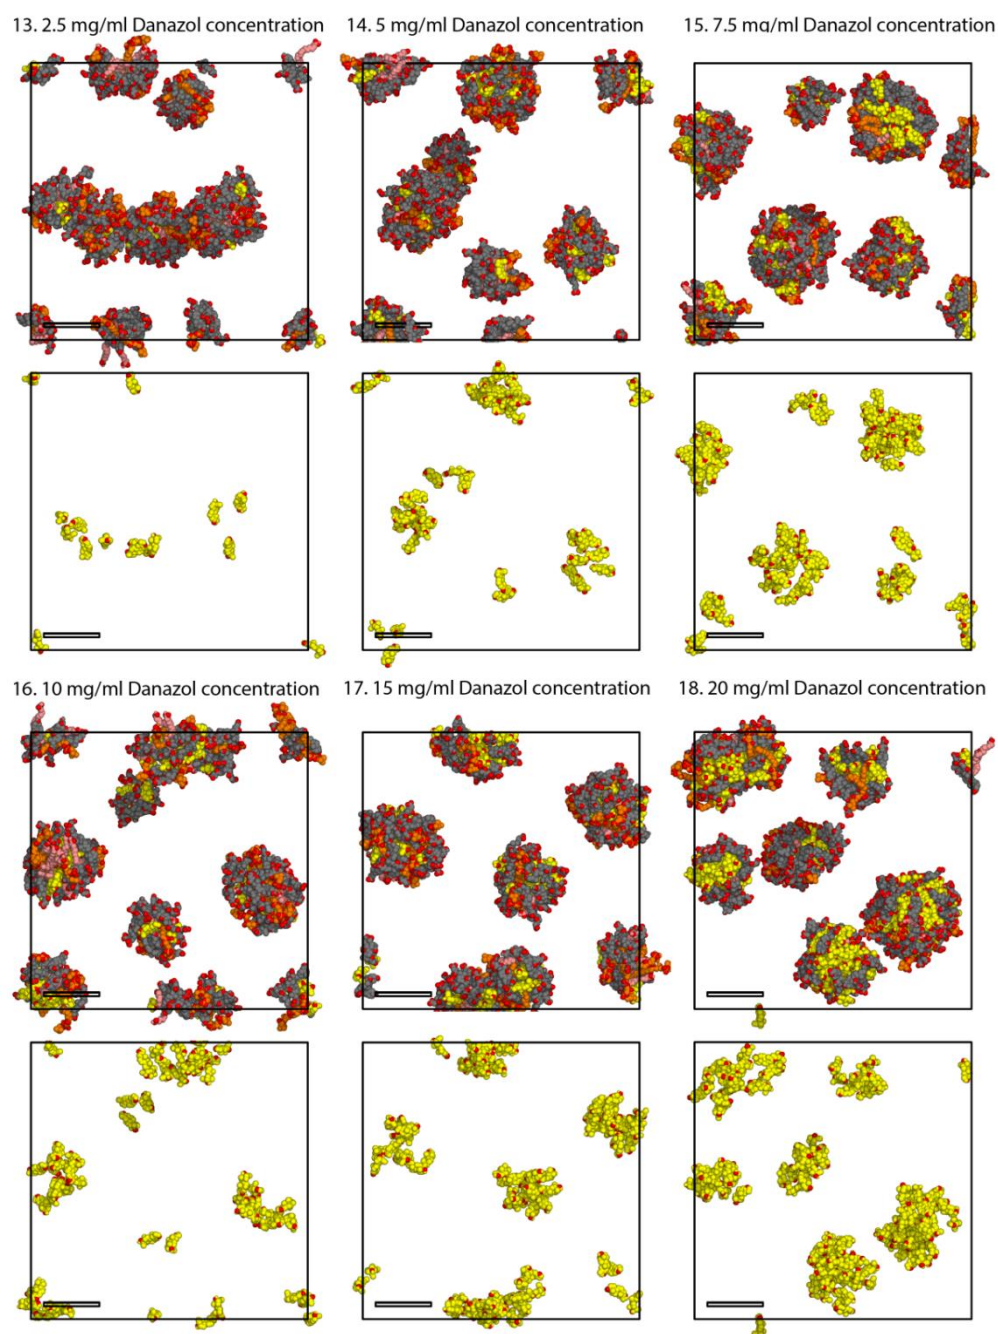 13. 2.5 mg/ml Danazol concentration
14. 5 mg/ml Danazol concentration
15. 7.5 mg/ml Danazol concentration
16. 10 mg/ml Danazol concentration
17. 15 mg/ml Danazol concentration
18. 20 mg/ml Danazol concentration